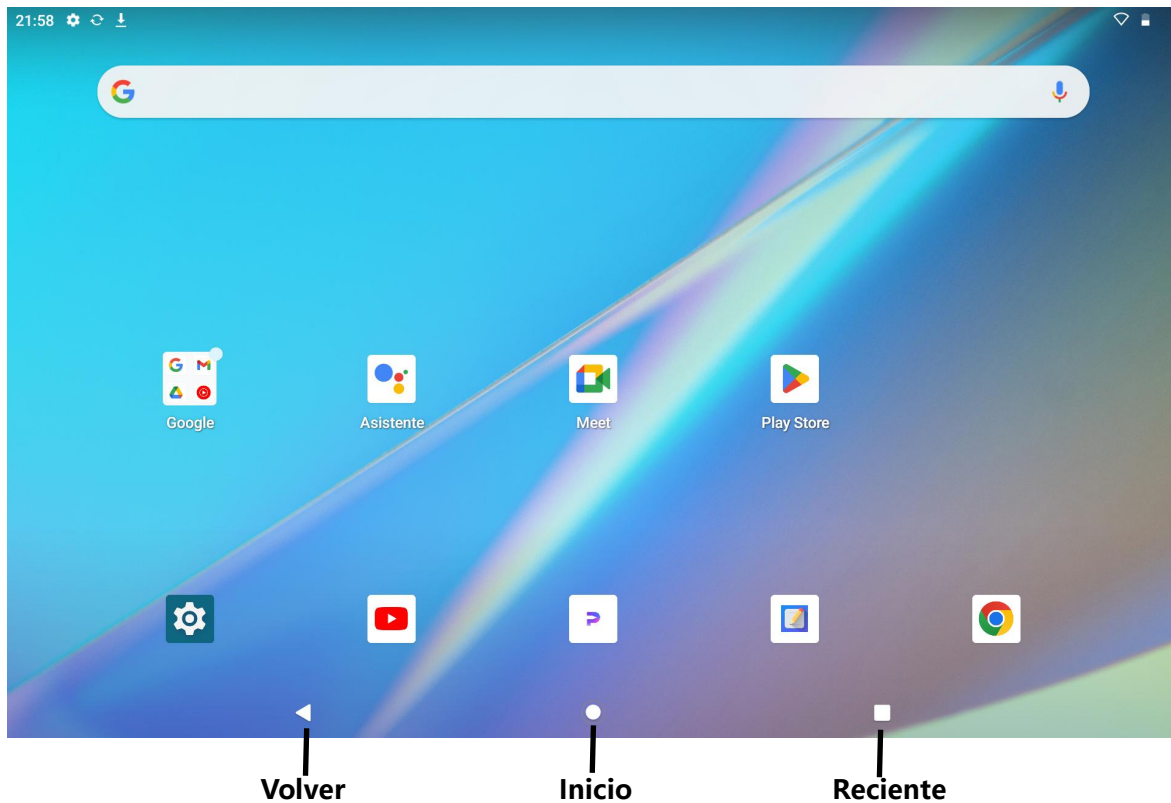 21:58
Google
Asistente
Meet
Play Store
Volver
Inicio
Reciente